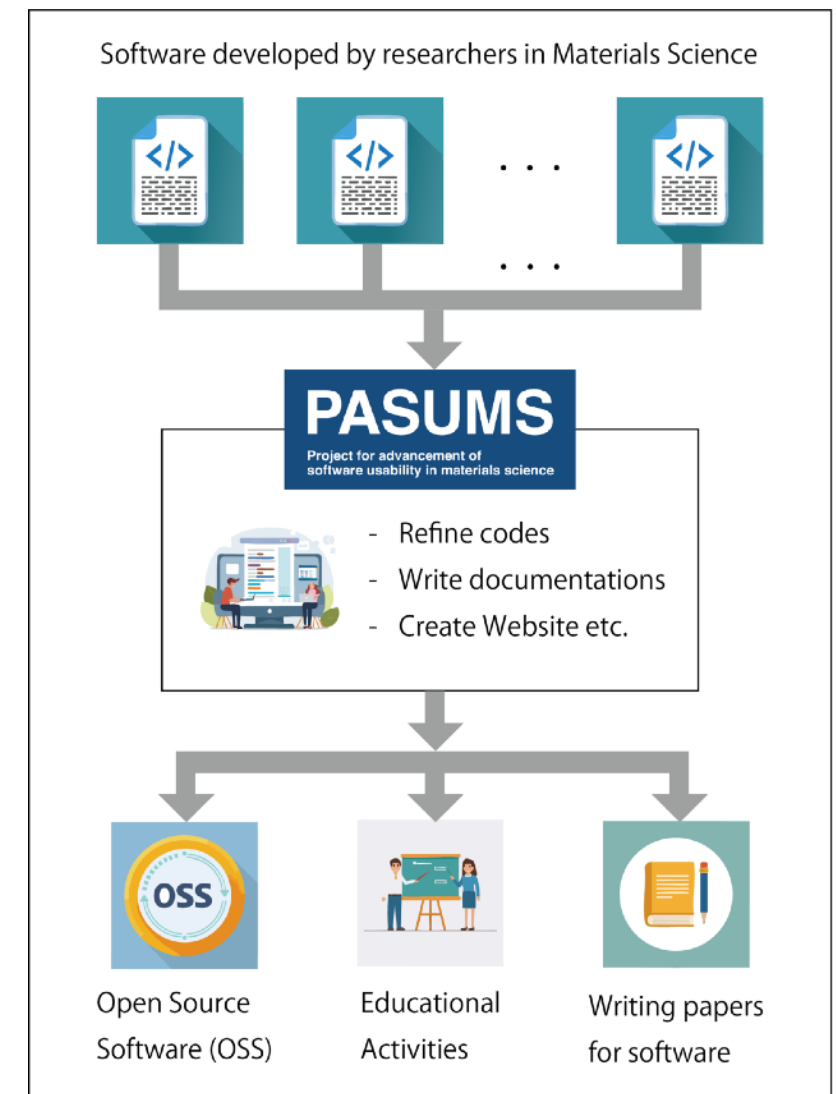 Software developed by researchers in Materials Science
</>
</>
. . .
</>
. . .
PASUMS
Project for advancement of
software usability in materials science
- Refine codes
- Write documentations
- Create Website etc.
OSS
Open Source
Software (OSS)
Educational
Activities
Writing papers
for software